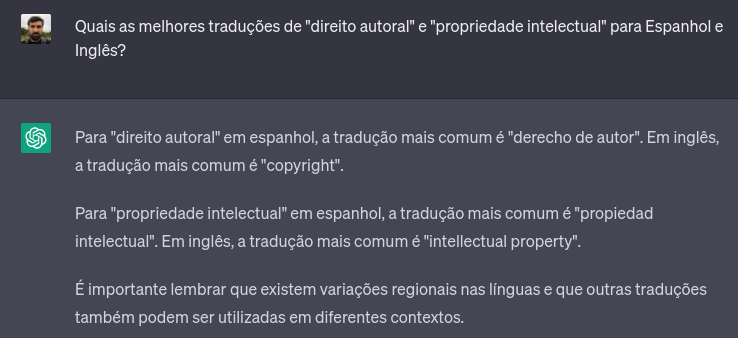 Quais as melhores traduções de "direito autoral" e "propriedade intelectual" para Espanhol e
Inglês?
Para "direito autoral" em espanhol, a tradução mais comum é "derecho de autor". Em inglês,
a tradução mais comum é "copyright".
Para "propriedade intelectual" em espanhol, a tradução mais comum é "propiedad
intelectual". Em inglês, a tradução mais comum é "intellectual property".
É importante lembrar que existem variações regionais nas línguas e que outras traduções
também podem ser utilizadas em diferentes contextos.